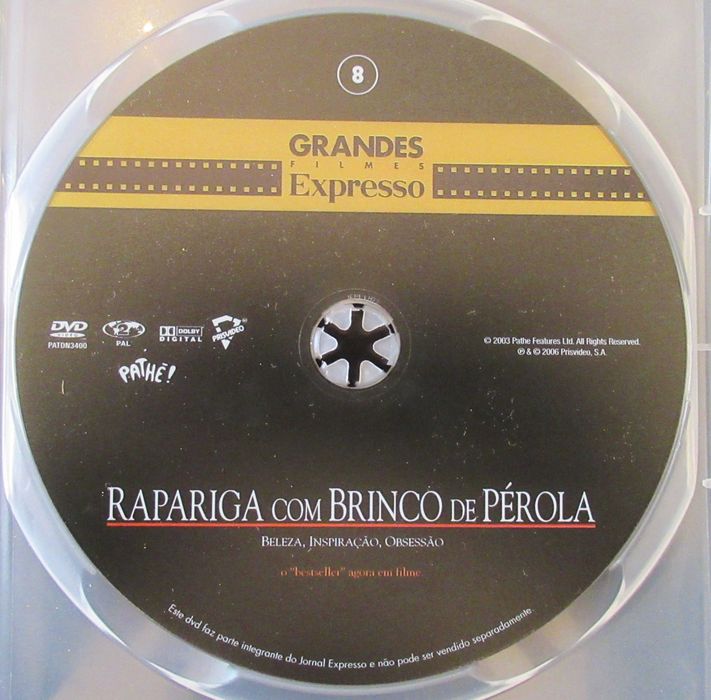 8
GRANDES
FILMES
Expresso
DVD
VIDEO
PATDN3400
2
PAL
DOLBY
DIGITAL
PRISVIDEO
PATHÉ!
© 2003 Pathe Features Ltd. All Rights Reserved.
℗ & © 2006 Prisvideo, S.A.
RAPARIGA COM BRINCO DE PÉROLA
BELEZA, INSPIRAÇÃO, OBSESSÃO
o "bestseller" agora em filme.
Este dvd faz parte integrante do Jornal Expresso e não pode ser vendido separadamente.